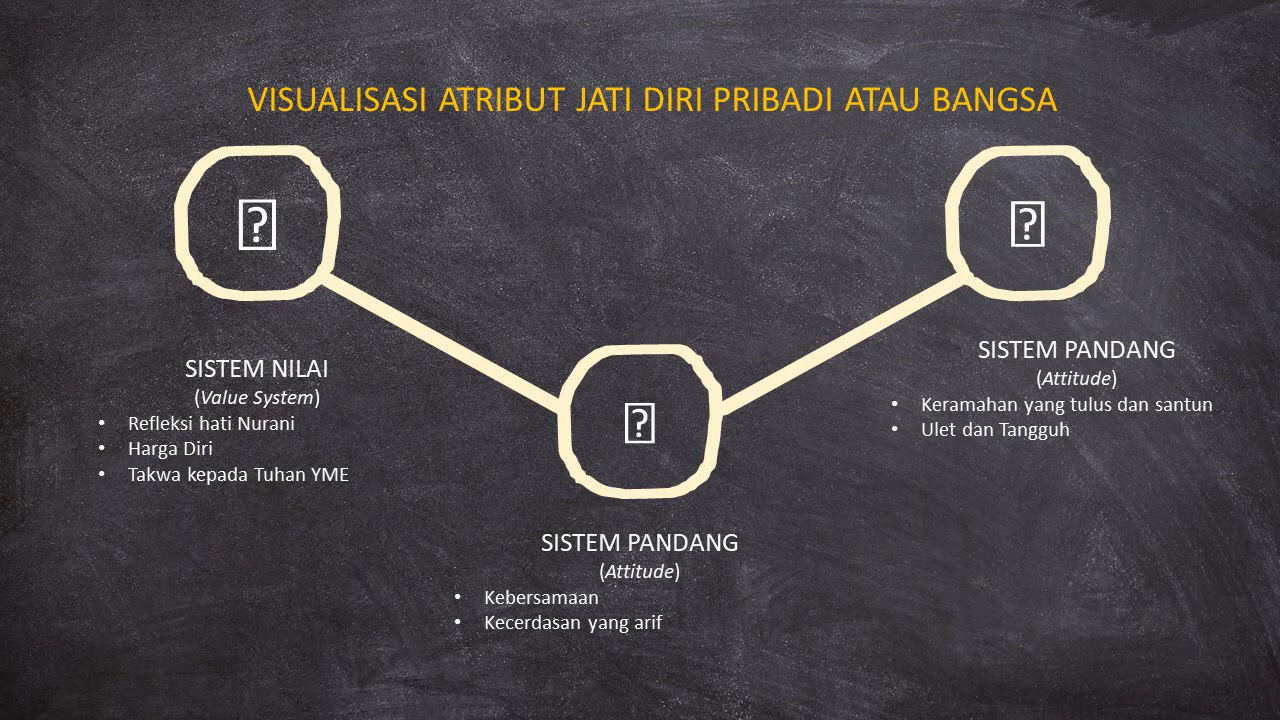 VISUALISASI ATRIBUT JATI DIRI PRIBADI ATAU BANGSA
SISTEM NILAI
(Value System)
• Refleksi hati Nurani
• Harga Diri
• Takwa kepada Tuhan YME
SISTEM PANDANG
(Attitude)
• Kebersamaan
• Kecerdasan yang arif
SISTEM PANDANG
(Attitude)
• Keramahan yang tulus dan santun
• Ulet dan Tangguh